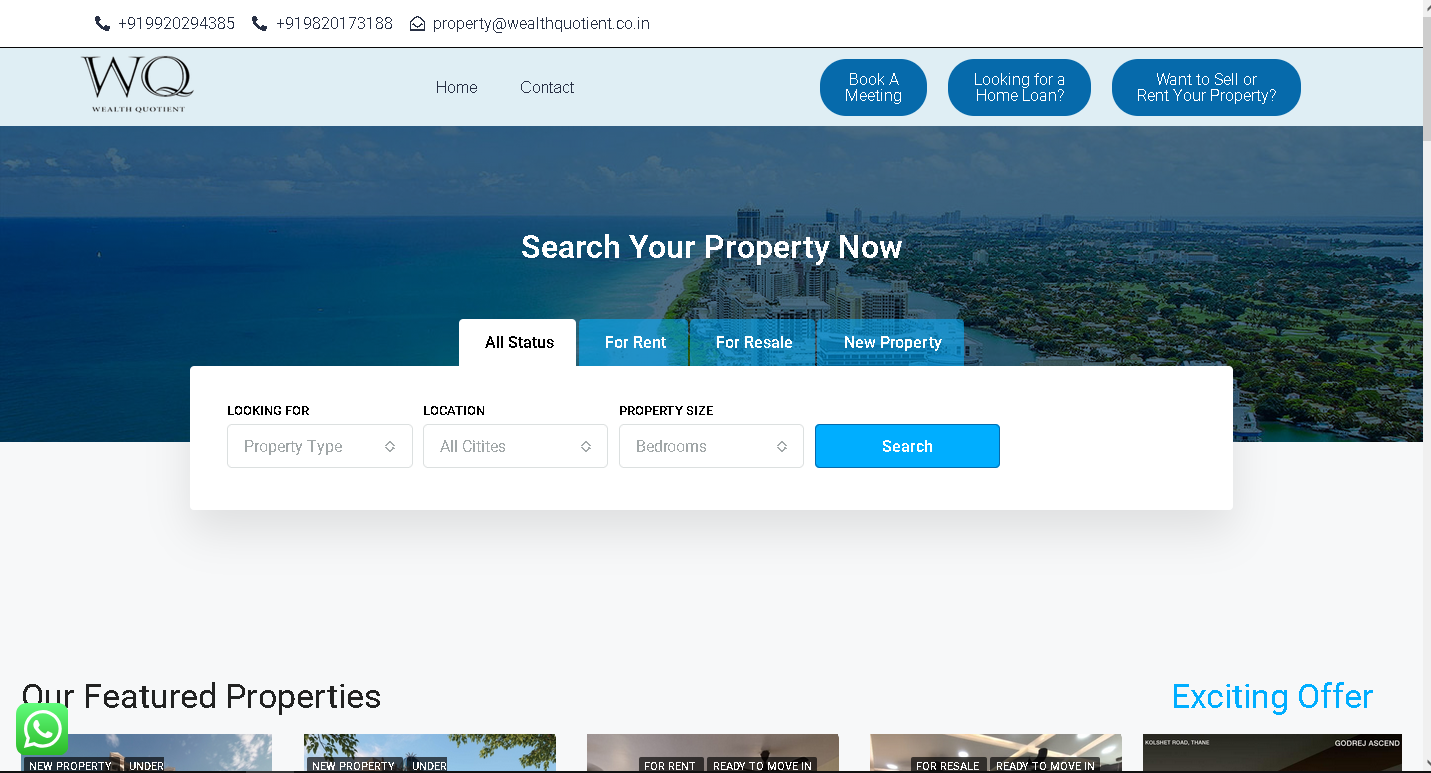 +919920294385 +919820173188 property@wealthquotient.co.in
WQ
WEALTH QUOTIENT
Home Contact
Book A
Meeting
Looking for a
Home Loan?
Want to Sell or
Rent Your Property?
Search Your Property Now
All Status For Rent For Resale New Property
LOOKING FOR LOCATION PROPERTY SIZE
Property Type All Citites Bedrooms Search
Our Featured Properties Exciting Offer
KOLSHET ROAD, THANE GODREJ ASCEND
NEW PROPERTY UNDER NEW PROPERTY UNDER FOR RENT READY TO MOVE IN FOR RESALE READY TO MOVE IN